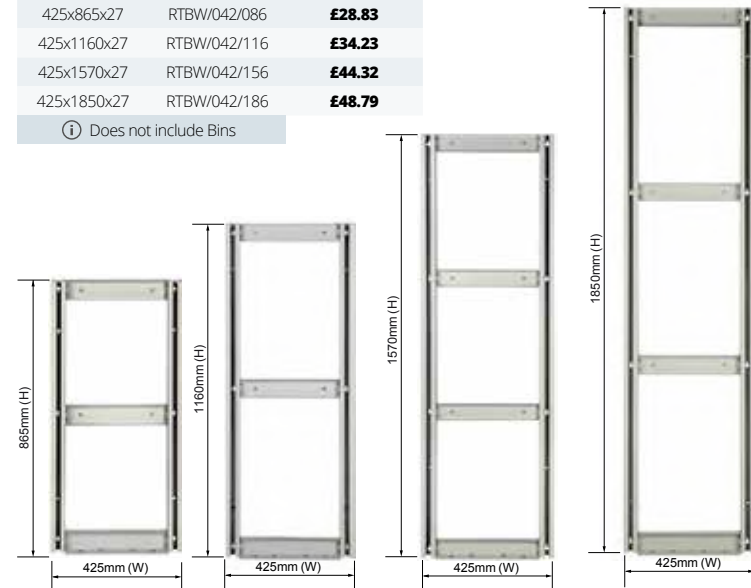 425x865x27 RTBW/042/086 £28.83
425x1160x27 RTBW/042/116 £34.23
425x1570x27 RTBW/042/156 £44.32
425x1850x27 RTBW/042/186 £48.79
i Does not include Bins
865mm (H)
1160mm (H)
1570mm (H)
1850mm (H)
425mm (W)
425mm (W)
425mm (W)
425mm (W)